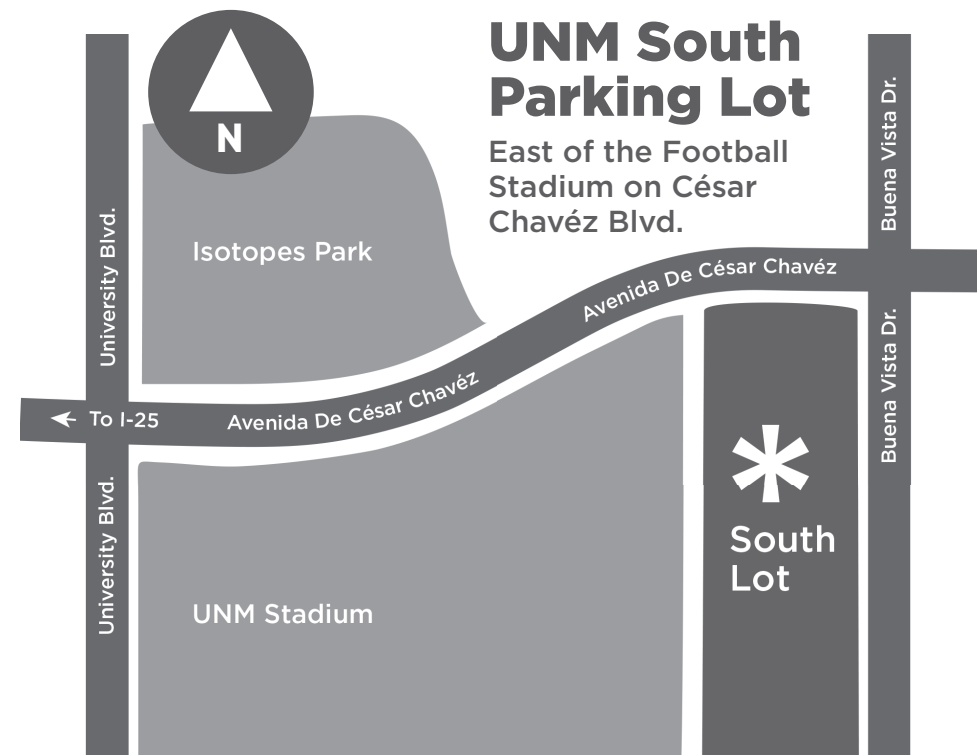 UNM South
Parking Lot
East of the Football
Stadium on César
Chavéz Blvd.
N
Buena Vista Dr.
University Blvd.
Isotopes Park
Avenida De César Chavéz
Buena Vista Dr.
To I-25
Avenida De César Chavéz
University Blvd.
South
Lot
UNM Stadium